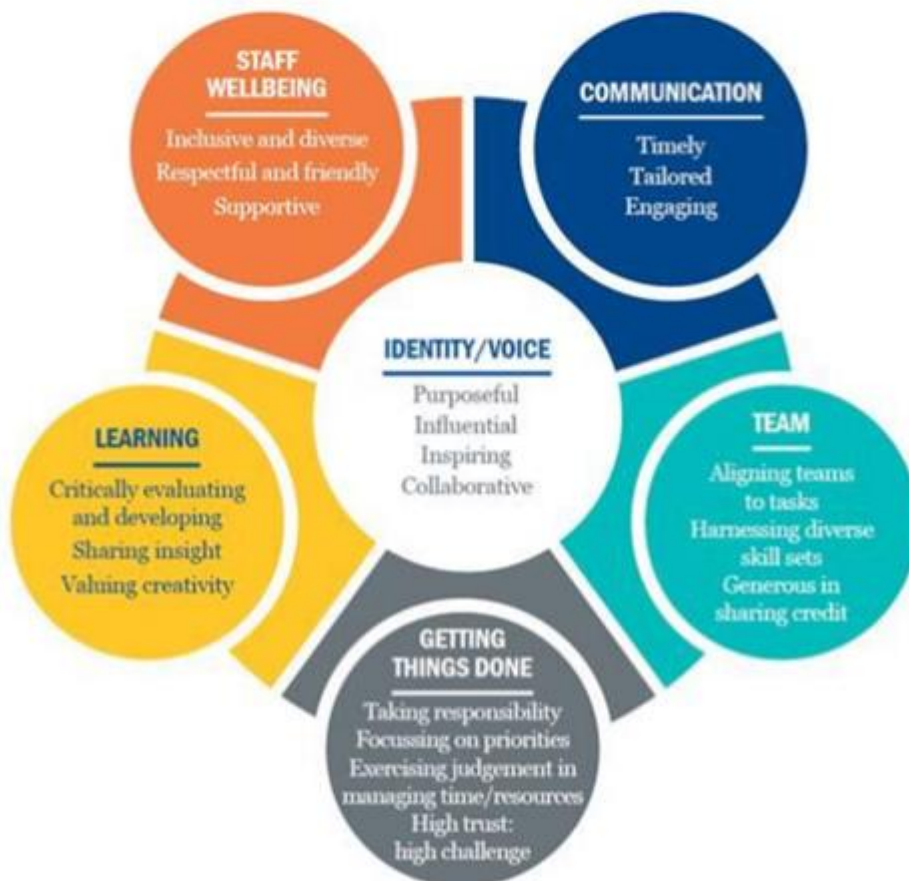 STAFF
WELLBEING
Inclusive and diverse
Respectful and friendly
Supportive
COMMUNICATION
Timely
Tailored
Engaging
IDENTITY/VOICE
Purposeful
Influential
Inspiring
Collaborative
LEARNING
Critically evaluating
and developing
Sharing insight
Valuing creativity
TEAM
Aligning teams
to tasks
Harnessing diverse
skill sets
Generous in
sharing credit
GETTING
THINGS DONE
Taking responsibility
Focussing on priorities
Exercising judgement in
managing time/resources
High trust:
high challenge